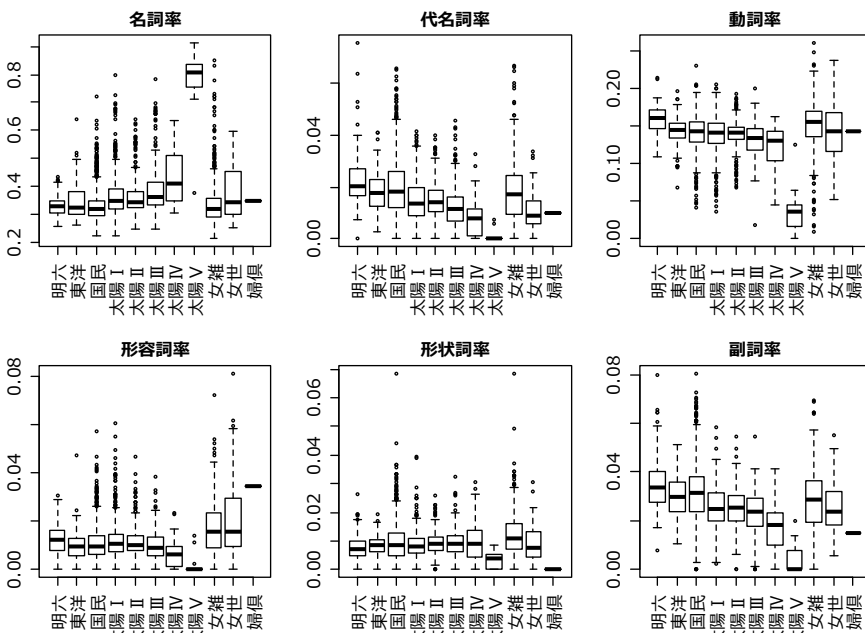 名詞率
代名詞率
動詞率
0.2 0.4 0.6 0.8
0.00 0.04
0.00 0.10 0.20
明六 東洋 国民 太陽Ⅰ 太陽Ⅱ 太陽Ⅲ 太陽Ⅳ 太陽Ⅴ 女雑 女世 婦倶
明六 東洋 国民 太陽Ⅰ 太陽Ⅱ 太陽Ⅲ 太陽Ⅳ 太陽Ⅴ 女雑 女世 婦倶
明六 東洋 国民 太陽Ⅰ 太陽Ⅱ 太陽Ⅲ 太陽Ⅳ 太陽Ⅴ 女雑 女世 婦倶
形容詞率
形状詞率
副詞率
0.00 0.04 0.08
0.00 0.02 0.04 0.06
0.00 0.04 0.08
明六 東洋 国民 太陽Ⅰ 太陽Ⅱ 太陽Ⅲ 太陽Ⅳ 太陽Ⅴ 女雑 女世 婦倶
明六 東洋 国民 太陽Ⅰ 太陽Ⅱ 太陽Ⅲ 太陽Ⅳ 太陽Ⅴ 女雑 女世 婦倶
明六 東洋 国民 太陽Ⅰ 太陽Ⅱ 太陽Ⅲ 太陽Ⅳ 太陽Ⅴ 女雑 女世 婦倶